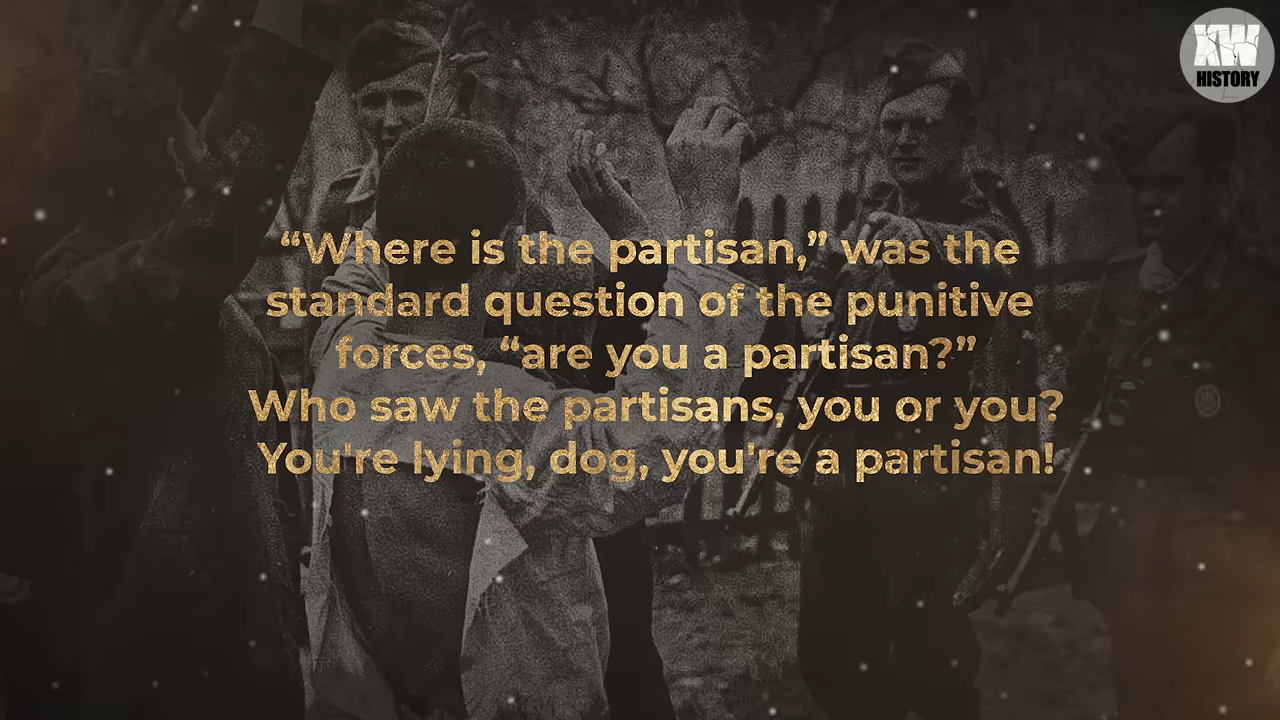 XW
HISTORY
“Where is the partisan,” was the
standard question of the punitive
forces, “are you a partisan?”
Who saw the partisans, you or you?
You're lying, dog, you're a partisan!